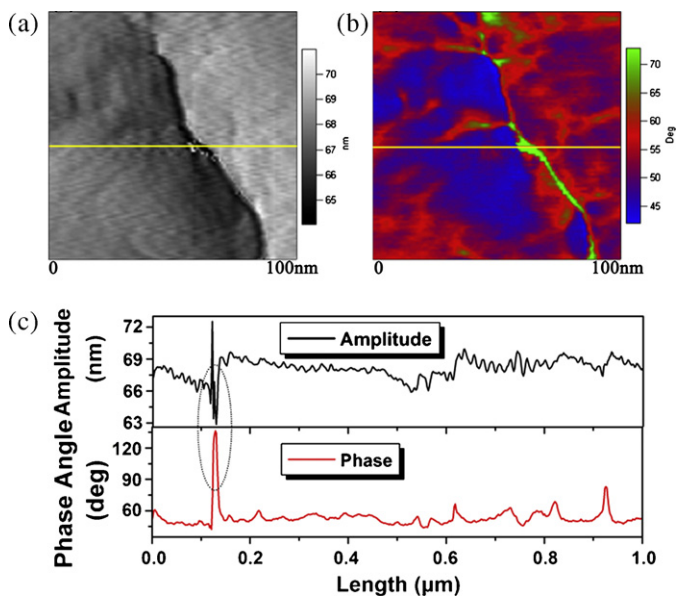 (a)
70
69
68
67
66
65
nm
0
100nm
(b)
70
65
60
55
50
45
Deg
0
100nm
(c)
Amplitude (nm)
72
69
66
63
Amplitude
Phase Angle (deg)
120
90
60
Phase
0.0 0.2 0.4 0.6 0.8 1.0
Length (μm)